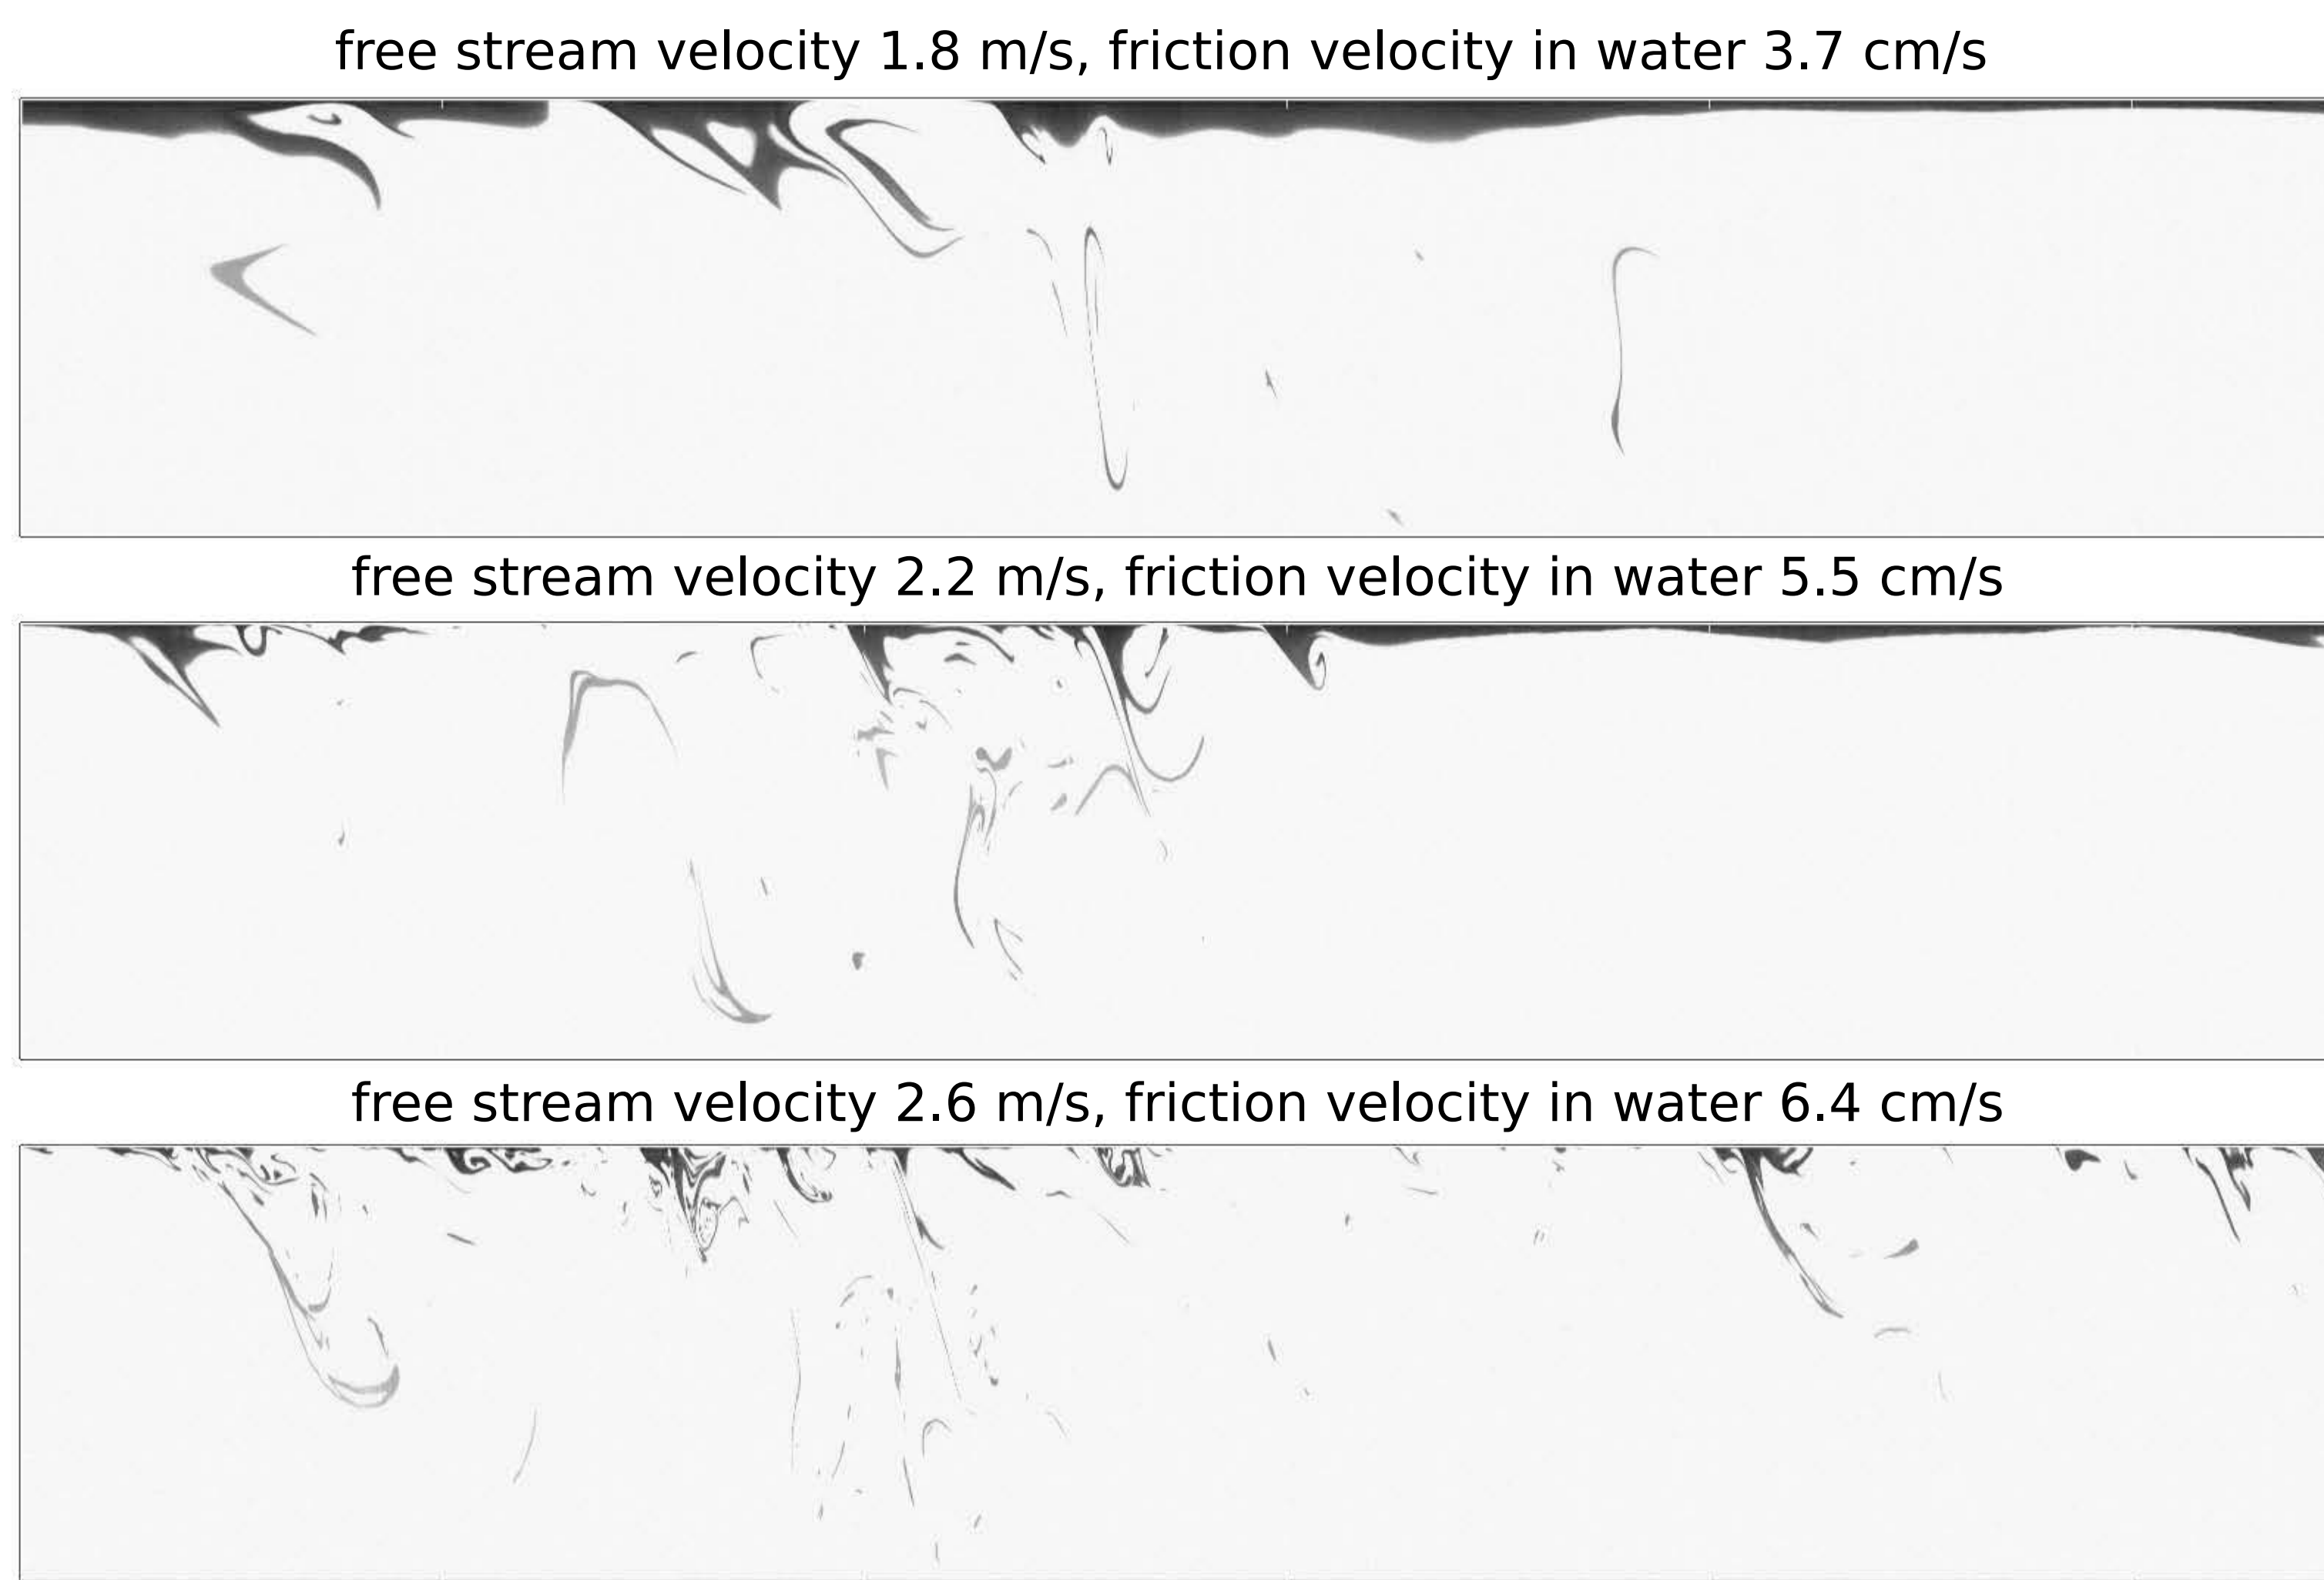 free stream velocity 1.8 m/s, friction velocity in water 3.7 cm/s
free stream velocity 2.2 m/s, friction velocity in water 5.5 cm/s
free stream velocity 2.6 m/s, friction velocity in water 6.4 cm/s